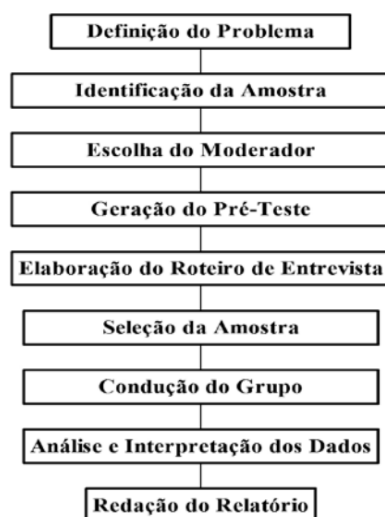 Definição do Problema
Identificação da Amostra
Escolha do Moderador
Geração do Pré-Teste
Elaboração do Roteiro de Entrevista
Seleção da Amostra
Condução do Grupo
Análise e Interpretação dos Dados
Redação do Relatório